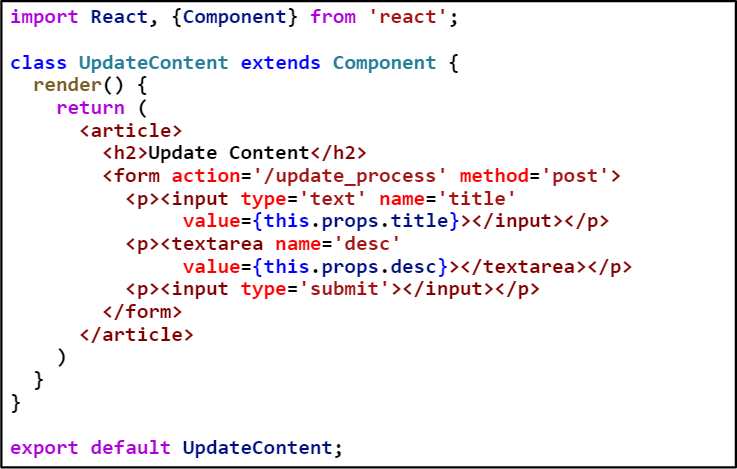 import React, {Component} from 'react';

class UpdateContent extends Component {
  render() {
    return (
      <article>
        <h2>Update Content</h2>
        <form action='/update_process' method='post'>
          <p><input type='text' name='title'
               value={this.props.title}></input></p>
          <p><textarea name='desc'
               value={this.props.desc}></textarea></p>
          <p><input type='submit'></input></p>
        </form>
      </article>
    )
  }
}

export default UpdateContent;